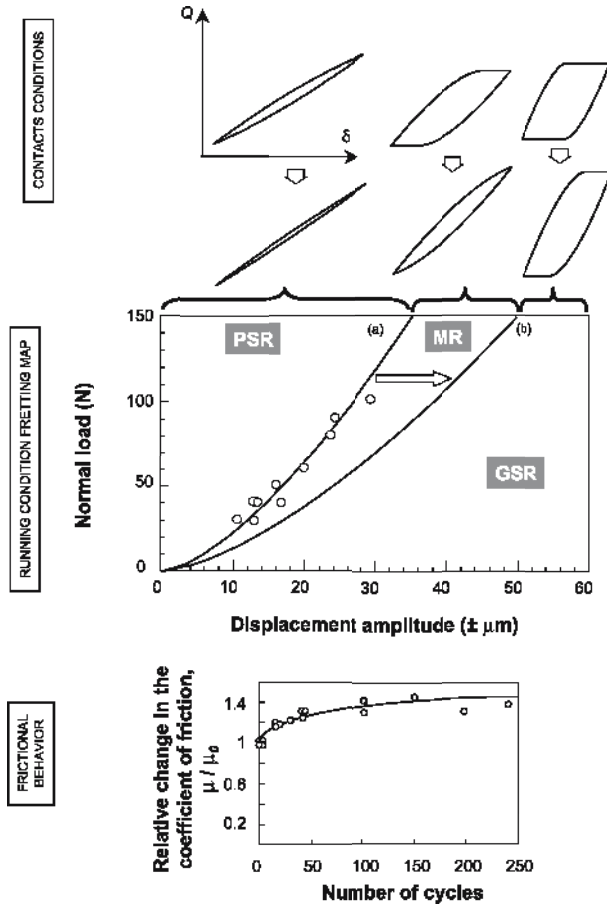 CONTACTS CONDITIONS
Q
δ
RUNNING CONDITION FRETTING MAP
Normal load (N)
150
100
50
0
PSR
(a)
MR
(b)
GSR
10
20
30
40
50
60
Displacement amplitude (± μm)
FRICTIONAL
BEHAVIOR
Relative change in the
coefficient of friction,
μ / μ0
1.4
1
0.6
0.2
0
50
100
150
200
250
Number of cycles